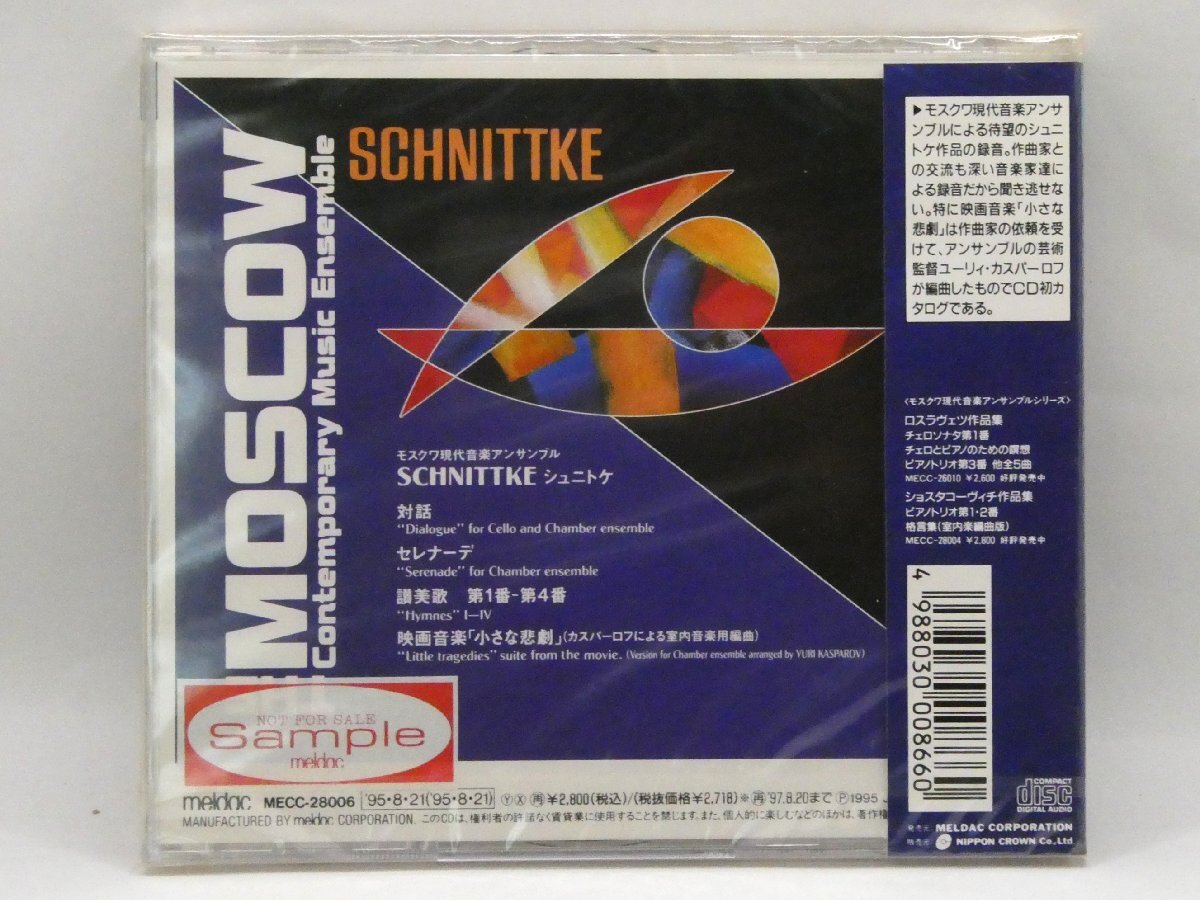 MOSCOW
Contemporary Music Ensemble
SCHNITTKE
モスクワ現代音楽アンサンブル
SCHNITTKE シュニトケ
対話
"Dialogue" for Cello and Chamber ensemble
セレナーデ
"Serenade" for Chamber ensemble
讃美歌 第1番-第4番
"Hymnes" I—IV
映画音楽「小さな悲劇」(カスパーロフによる室内音楽用編曲)
"Little tragedies" suite from the movie. (Version for Chamber ensemble arranged by YURI KASPAROV)
NOT FOR SALE
Sample
meldac
meldac MECC-28006 '95・8・21('95・8・21) Ⓨ Ⓧ 再 ¥2,800(税込)/(税抜価格¥2,718)※再'97.8.20まで Ⓟ 1995
MANUFACTURED BY meldac CORPORATION. このCDは、権利者の許諾なく賃貸業に使用することを禁じます。また、個人的に楽しむなどのほかは、著作権
▶モスクワ現代音楽アンサ
ンブルによる待望のシュニ
トケ作品の録音。作曲家と
の交流も深い音楽家達に
よる録音だから聞き逃せな
い。特に映画音楽「小さな
悲劇」は作曲家の依頼を受
けて、アンサンブルの芸術
監督ユーリィ・カスパーロフ
が編曲したものでCD初カ
タログである。
〈モスクワ現代音楽アンサンブルシリーズ〉
ロスラヴェツ作品集
チェロソナタ第1番
チェロとピアノのための瞑想
ピアノトリオ第3番 他全5曲
MECC-26010 ¥2,600 好評発売中
ショスタコーヴィチ作品集
ピアノトリオ第1・2番
格言集(室内楽編曲版)
MECC-28004 ¥2,800 好評発売中
4 988030 008660
COMPACT
disc
DIGITAL AUDIO
発売元 MELDAC CORPORATION
販売元 NIPPON CROWN Co.,Ltd